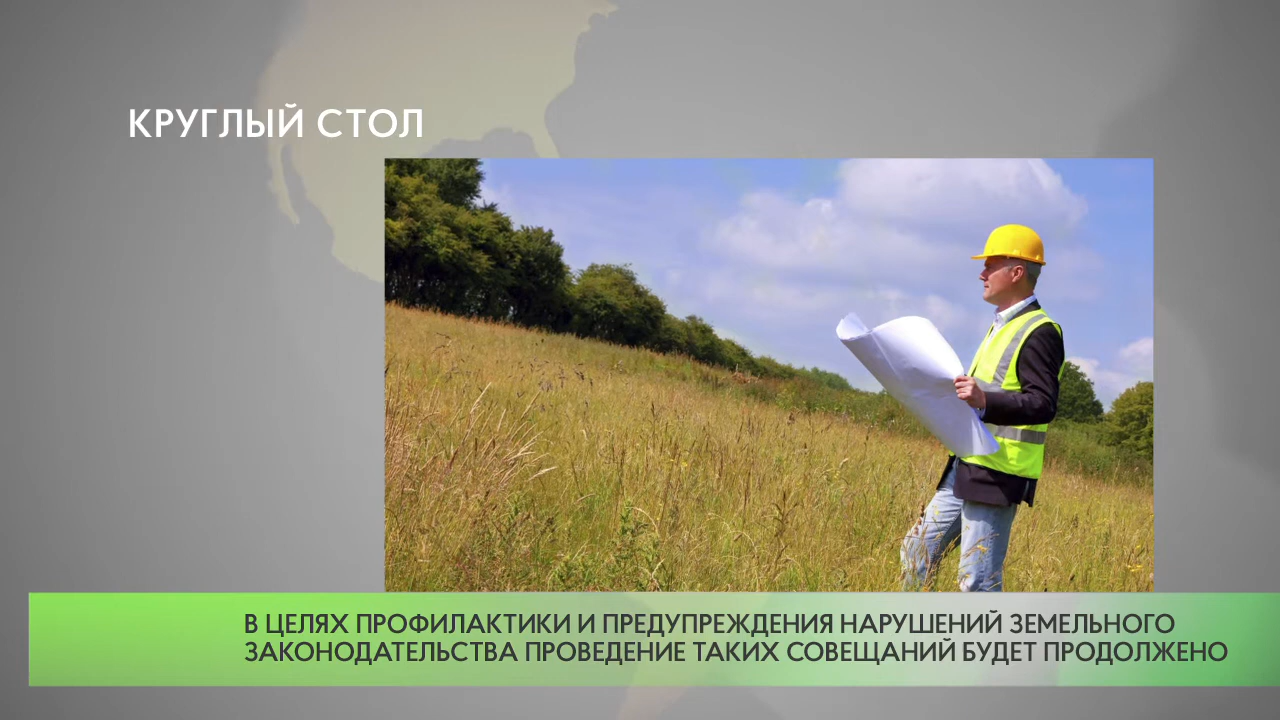 КРУГЛЫЙ СТОЛ
В ЦЕЛЯХ ПРОФИЛАКТИКИ И ПРЕДУПРЕЖДЕНИЯ НАРУШЕНИЙ ЗЕМЕЛЬНОГО
ЗАКОНОДАТЕЛЬСТВА ПРОВЕДЕНИЕ ТАКИХ СОВЕЩАНИЙ БУДЕТ ПРОДОЛЖЕНО